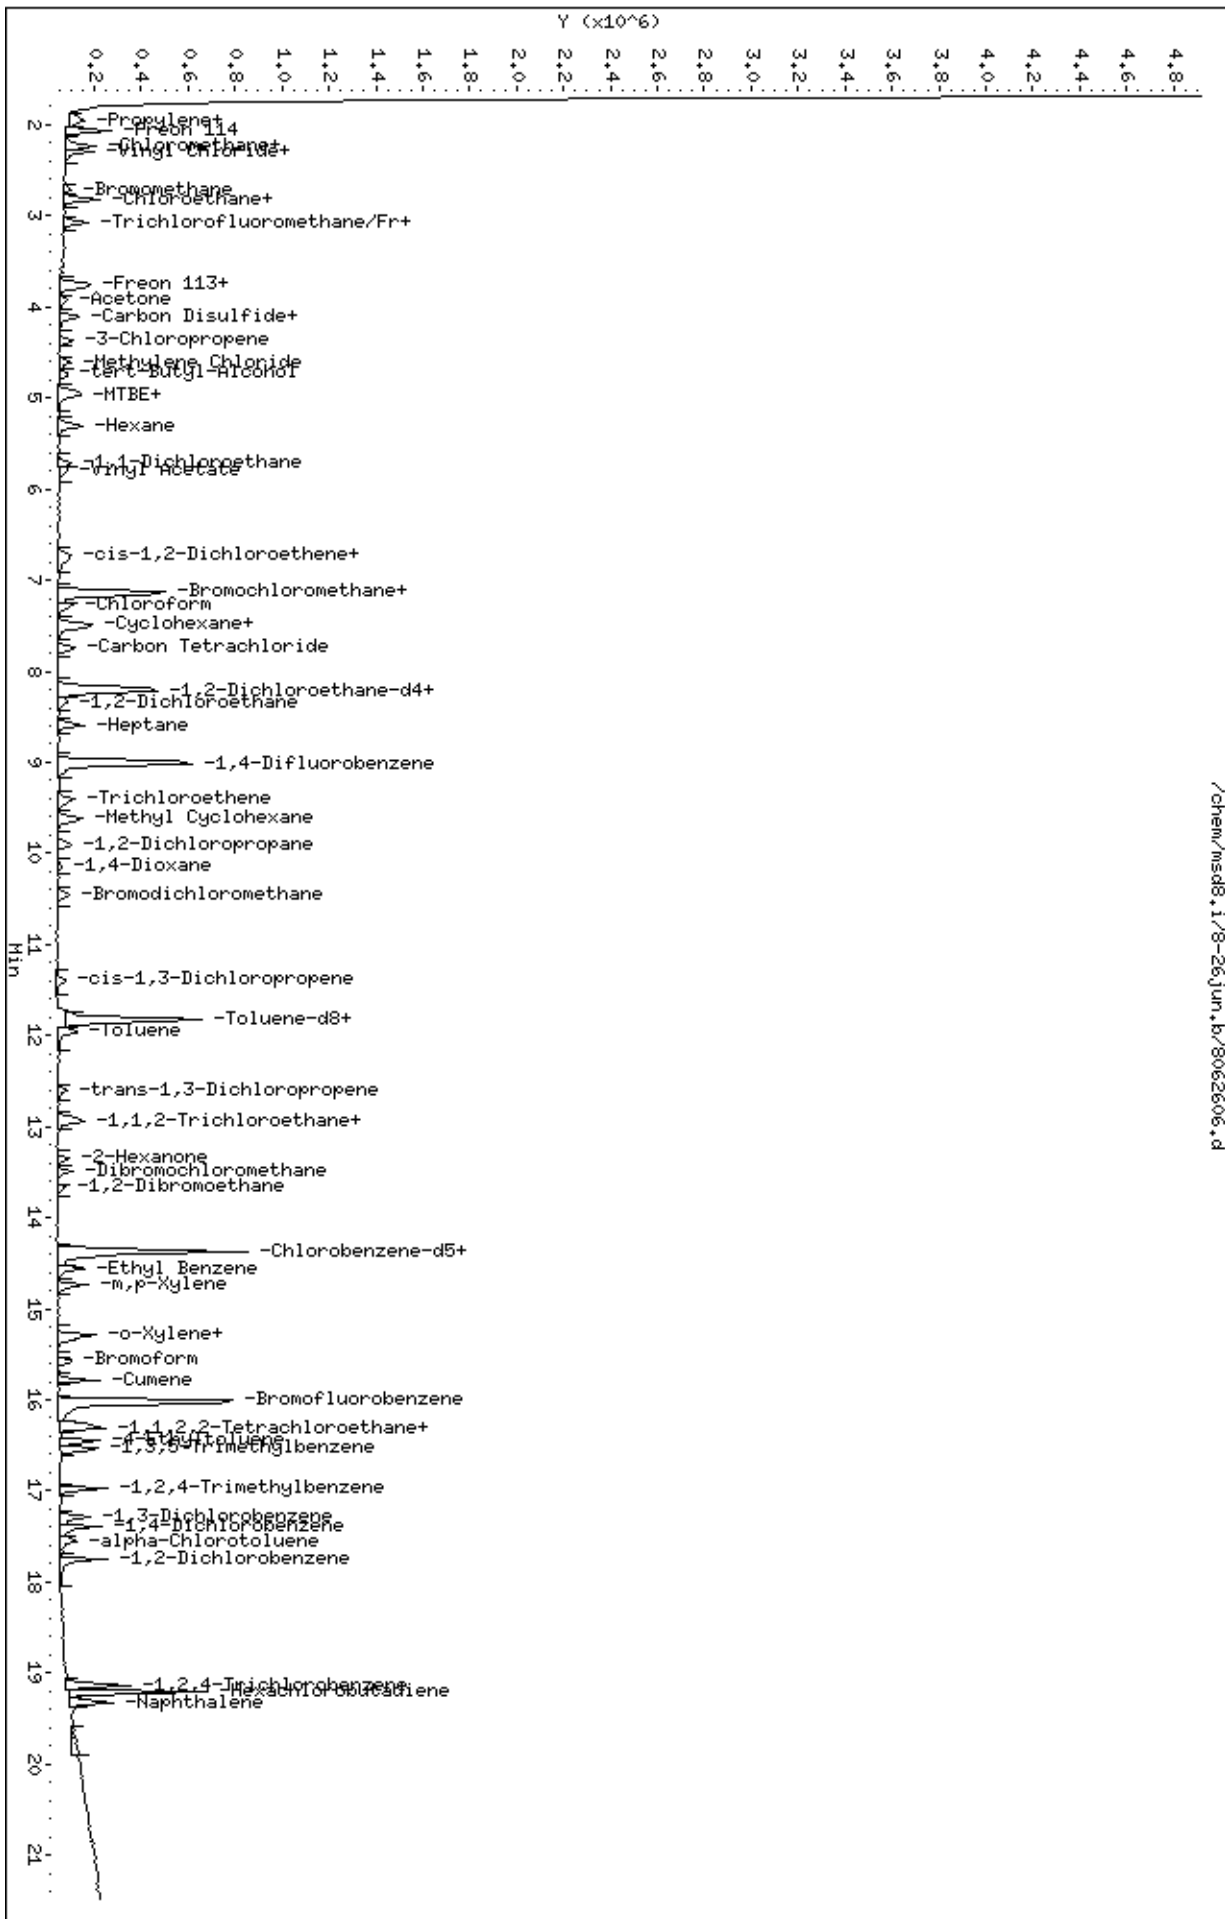 Y (x10^6)
0.2
0.4
0.6
0.8
1.0
1.2
1.4
1.6
1.8
2.0
2.2
2.4
2.6
2.8
3.0
3.2
3.4
3.6
3.8
4.0
4.2
4.4
4.6
4.8
-Propylene+
-Freon 114
-Chloromethane+
-Vinyl Chloride+
-Bromomethane
-Chloroethane+
-Trichlorofluoromethane/Fr+
-Freon 113+
-Acetone
-Carbon Disulfide+
-3-Chloropropene
-Methylene Chloride
-tert-Butyl-Alcohol
-MTBE+
-Hexane
-1,1-Dichloroethane
-Vinyl Acetate
-cis-1,2-Dichloroethene+
-Bromochloromethane+
-Chloroform
-Cyclohexane+
-Carbon Tetrachloride
-1,2-Dichloroethane-d4+
-1,2-Dichloroethane
-Heptane
-1,4-Difluorobenzene
-Trichloroethene
-Methyl Cyclohexane
-1,2-Dichloropropane
-1,4-Dioxane
-Bromodichloromethane
-cis-1,3-Dichloropropene
-Toluene-d8+
-Toluene
-trans-1,3-Dichloropropene
-1,1,2-Trichloroethane+
-2-Hexanone
-Dibromochloromethane
-1,2-Dibromoethane
-Chlorobenzene-d5+
-Ethyl Benzene
-m,p-Xylene
-o-Xylene+
-Bromoform
-Cumene
-Bromofluorobenzene
-1,1,2,2-Tetrachloroethane+
-4-Ethyltoluene
-1,3,5-Trimethylbenzene
-1,2,4-Trimethylbenzene
-1,3-Dichlorobenzene
-1,4-Dichlorobenzene
-alpha-Chlorotoluene
-1,2-Dichlorobenzene
-1,2,4-Trichlorobenzene
-Hexachlorobutadiene
-Naphthalene
2
3
4
5
6
7
8
9
10
11
12
13
14
15
16
17
18
19
20
21
Min
/chem/msd8.i/8-26jun.b/8062606.d